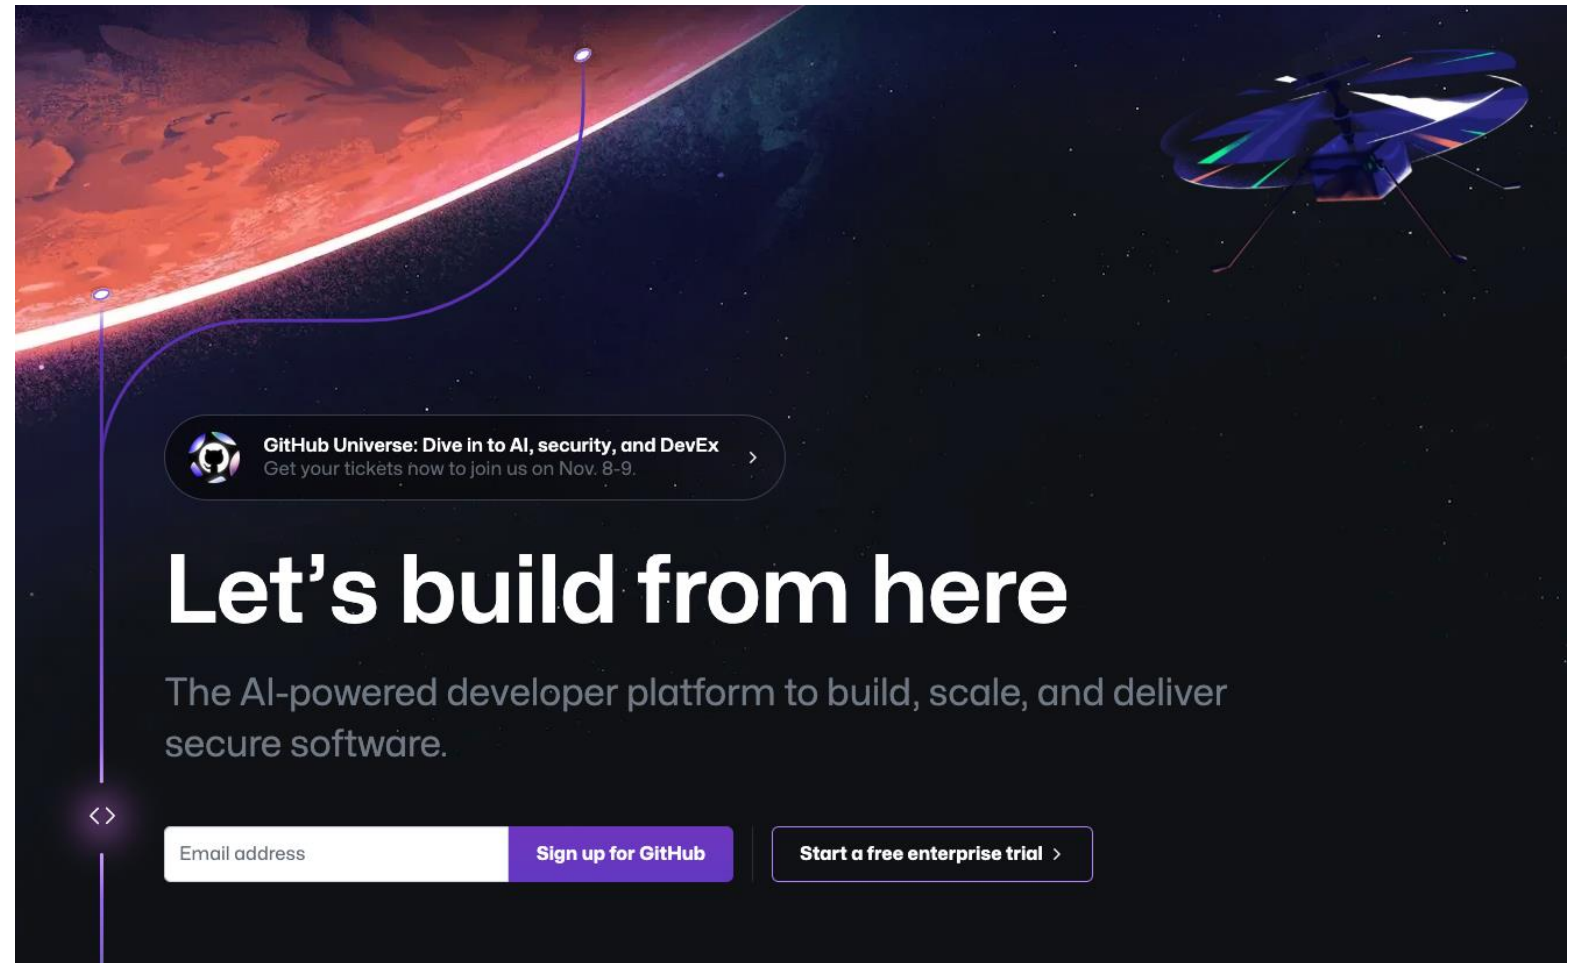 GitHub Universe: Dive in to AI, security, and DevEx
Get your tickets now to join us on Nov. 8-9.
Let’s build from here
The AI-powered developer platform to build, scale, and deliver
secure software.
Email address
Sign up for GitHub
Start a free enterprise trial